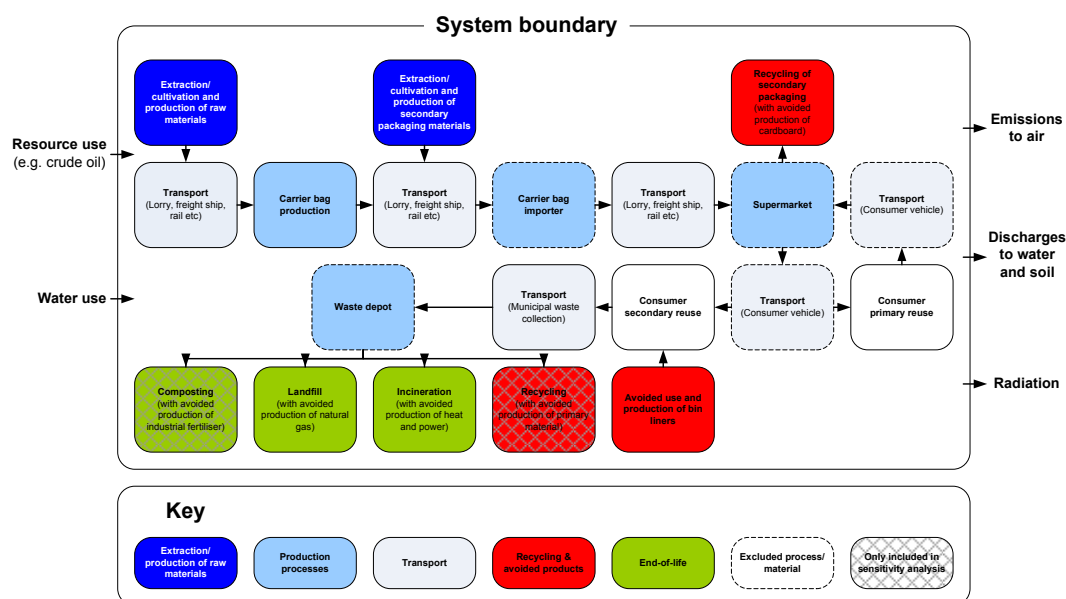 System boundary
Extraction/
cultivation and
production of raw
materials
Extraction/
cultivation and
production of
secondary
packaging materials
Recycling of
secondary
packaging
(with avoided
production of
cardboard)
Resource use
(e.g. crude oil)
Emissions
to air
Transport
(Lorry, freight ship,
rail etc)
Carrier bag
production
Transport
(Lorry, freight ship,
rail etc)
Carrier bag
importer
Transport
(Lorry, freight ship,
rail etc)
Supermarket
Transport
(Consumer vehicle)
Discharges
to water
and soil
Water use
Waste depot
Transport
(Municipal waste
collection)
Consumer
secondary reuse
Transport
(Consumer vehicle)
Consumer
primary reuse
Composting
(with avoided
production of
industrial fertiliser)
Landfill
(with avoided
production of natural
gas)
Incineration
(with avoided
production of heat
and power)
Recycling
(with avoided
production of primary
material)
Avoided use and
production of bin
liners
Radiation
Key
Extraction/
production of raw
materials
Production
processes
Transport
Recycling &
avoided products
End-of-life
Excluded process/
material
Only included in
sensitivity analysis